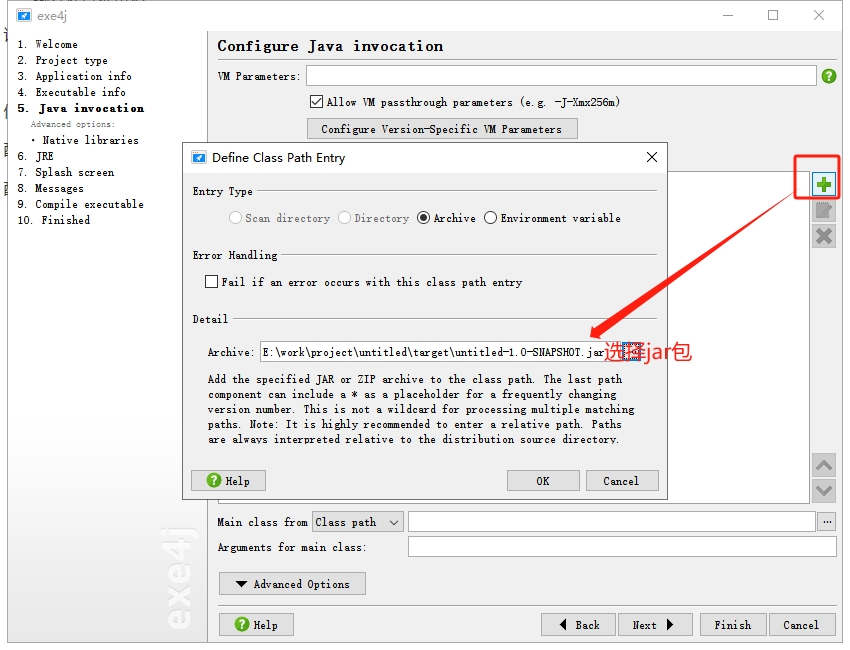 exe4j
1. Welcome
2. Project type
3. Application info
4. Executable info
5. Java invocation
Advanced options:
• Native libraries
6. JRE
7. Splash screen
8. Messages
9. Compile executable
10. Finished
exe4j
Configure Java invocation
VM Parameters:
Allow VM passthrough parameters (e.g. -J-Xmx256m)
Configure Version-Specific VM Parameters
Define Class Path Entry
Entry Type
Scan directory Directory Archive Environment variable
Error Handling
Fail if an error occurs with this class path entry
Detail
Archive: E:\work\project\untitled\target\untitled-1.0-SNAPSHOT.jar
选择jar包
Add the specified JAR or ZIP archive to the class path. The last path
component can include a * as a placeholder for a frequently changing
version number. This is not a wildcard for processing multiple matching
paths. Note: It is highly recommended to enter a relative path. Paths
are always interpreted relative to the distribution source directory.
Help OK Cancel
Main class from Class path ...
Arguments for main class:
Advanced Options
Help Back Next Finish Cancel